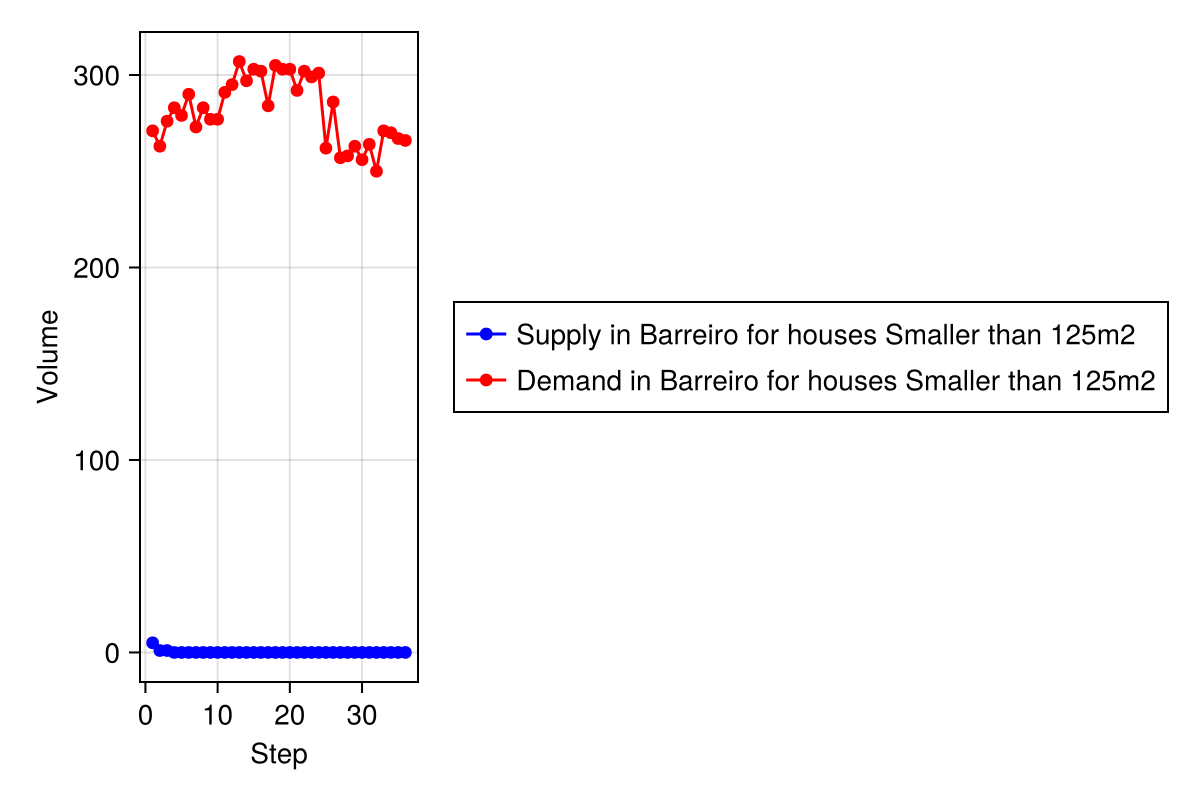 300
200
100
0
Volume
0 10 20 30
Step
Supply in Barreiro for houses Smaller than 125m2
Demand in Barreiro for houses Smaller than 125m2